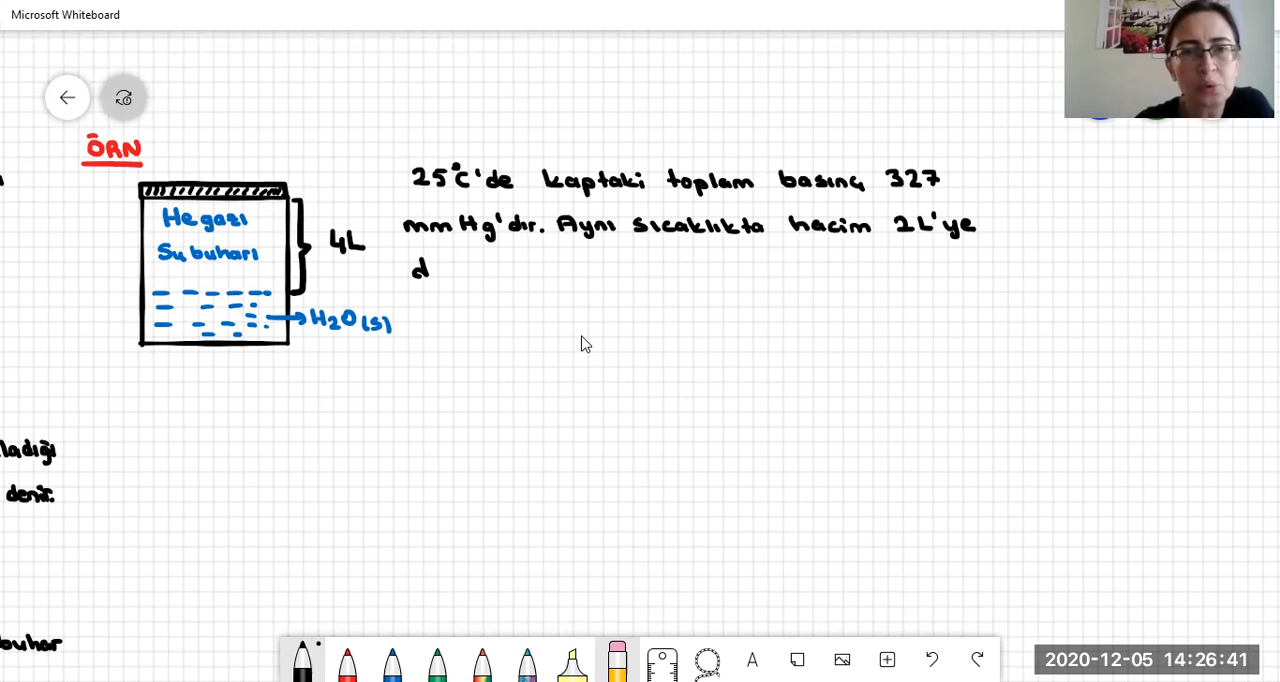 Microsoft Whiteboard
ÖRN
25°C'de kaptaki toplam basınç 327
mmHg'dır. Aynı sıcaklıkta hacim 2L'ye
d
He gazı
Su buharı
4L
H2O(s)
ladığı
denir.
buhar
A
2020-12-05 14:26:41